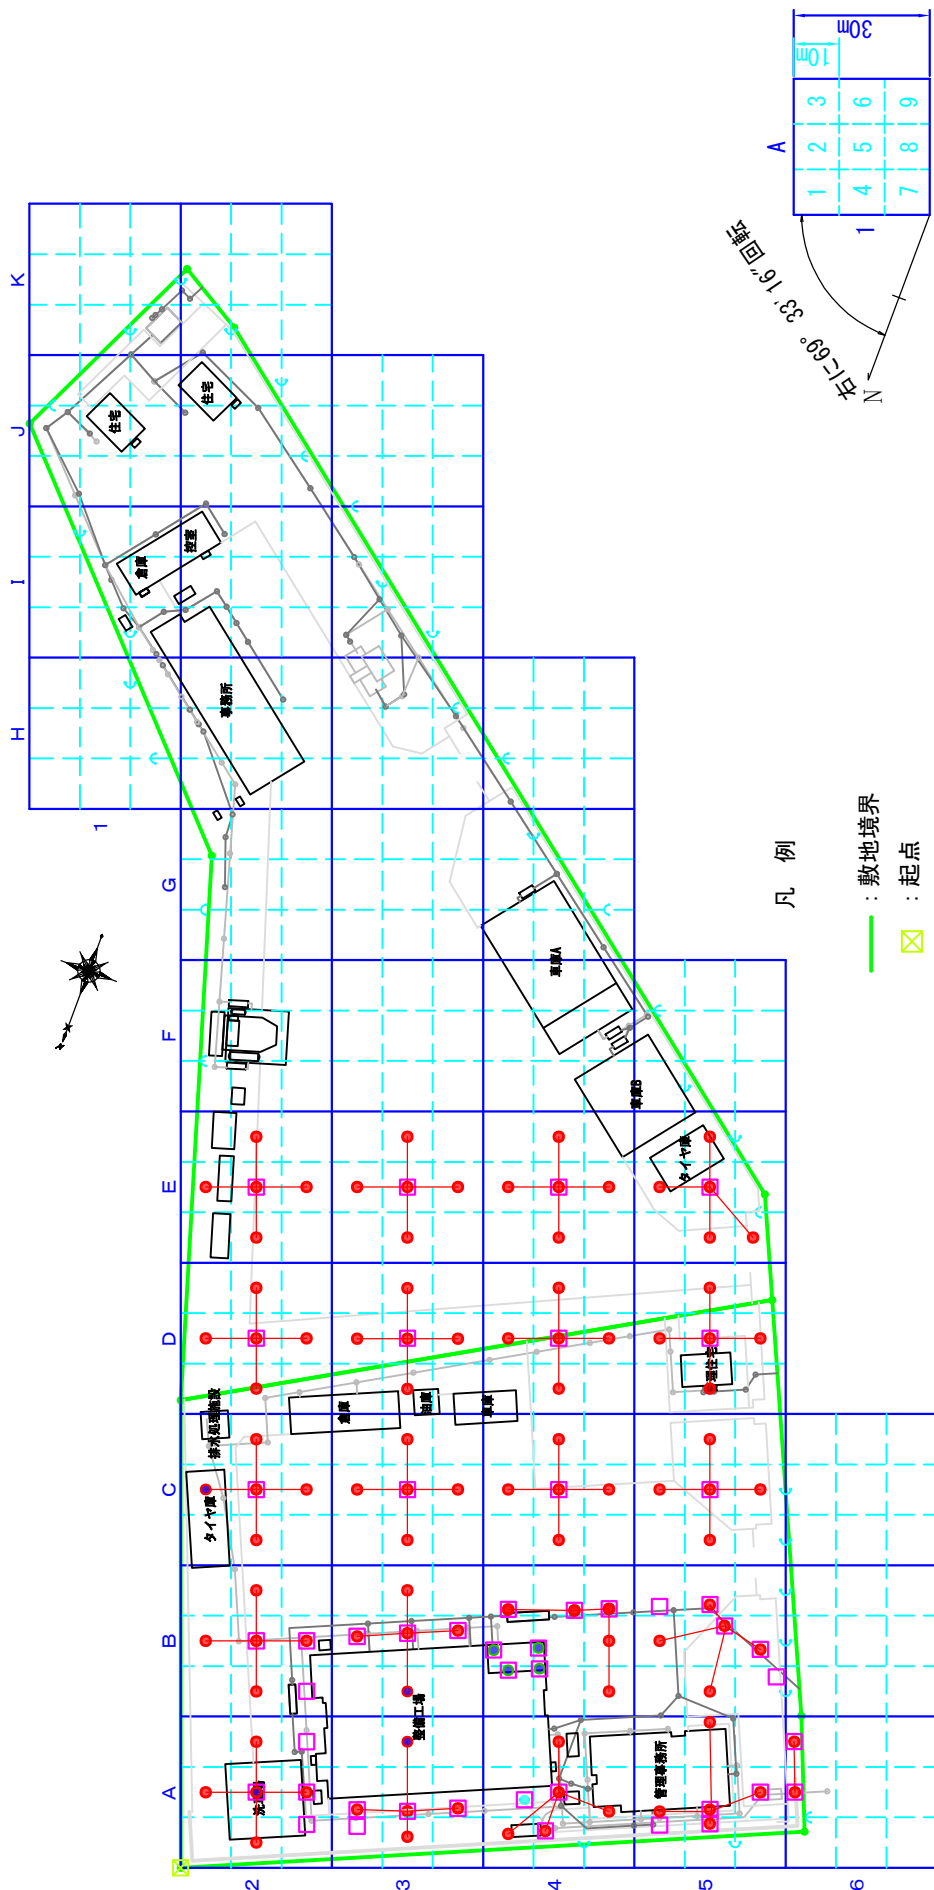 K
J
I
H
G
F
E
D
C
B
A
1
2
3
4
5
6
住宅
住宅
倉庫
控室
事務所
車庫A
車庫B
タイヤ庫
排水処理施設
タイヤ庫
倉庫
油庫
車庫
整備工場
管理事務所
A
1
1 2 3
4 5 6
7 8 9
10m
30m
右に69° 33′ 16″回転
N
凡 例
：敷地境界
：起点